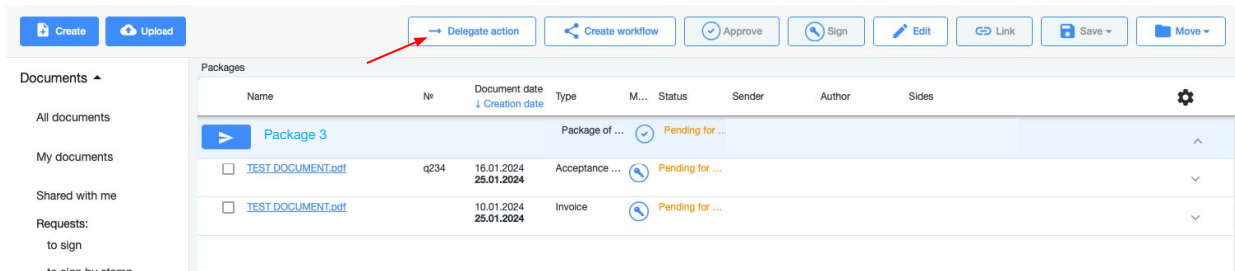 Create Upload Delegate action Create workflow Approve Sign Edit Link Save Move
Documents
Packages
Name № Document date Type M... Status Sender Author Sides
↓ Creation date
All documents
Package 3 Package of ... Pending for ...
My documents
TEST DOCUMENT.pdf q234 16.01.2024 Acceptance ... Pending for ...
25.01.2024
Shared with me
TEST DOCUMENT.pdf 10.01.2024 Invoice Pending for ...
25.01.2024
Requests:
to sign